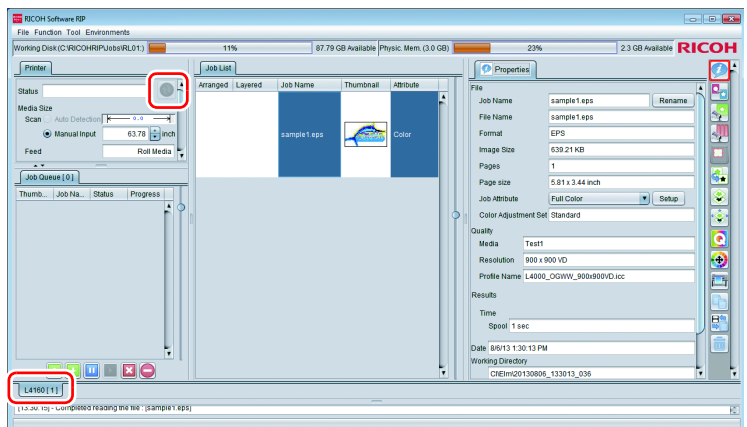 RICOH Software RIP
File Function Tool Environments
Working Disk (C:\RICOHRIP\Jobs\RL01:) 11% 87.79 GB Available Physic. Mem. (3.0 GB) 23% 2.3 GB Available RICOH
Printer
Status
Media Size
Scan Auto Detection 0.0
Manual Input 63.78 inch
Feed Roll Media
Job Queue [ 0 ]
Thumb... Job Na... Status Progress
L4160 [ 1 ]
Job List
Arranged Layered Job Name Thumbnail Attribute
sample1.eps Color
Properties
File
Job Name sample1.eps Rename
File Name sample1.eps
Format EPS
Image Size 639.21 KB
Pages 1
Page size 5.81 x 3.44 inch
Job Attribute Full Color Setup
Color Adjustment Set Standard
Quality
Media Test1
Resolution 900 x 900 VD
Profile Name L4000_OGWW_900x900VD.icc
Results
Time
Spool 1 sec
Date 8/6/13 1:30:13 PM
Working Directory
C\\Elm\20130806_133013_036
[13:30:15] - Completed reading the file : [sample1.eps]